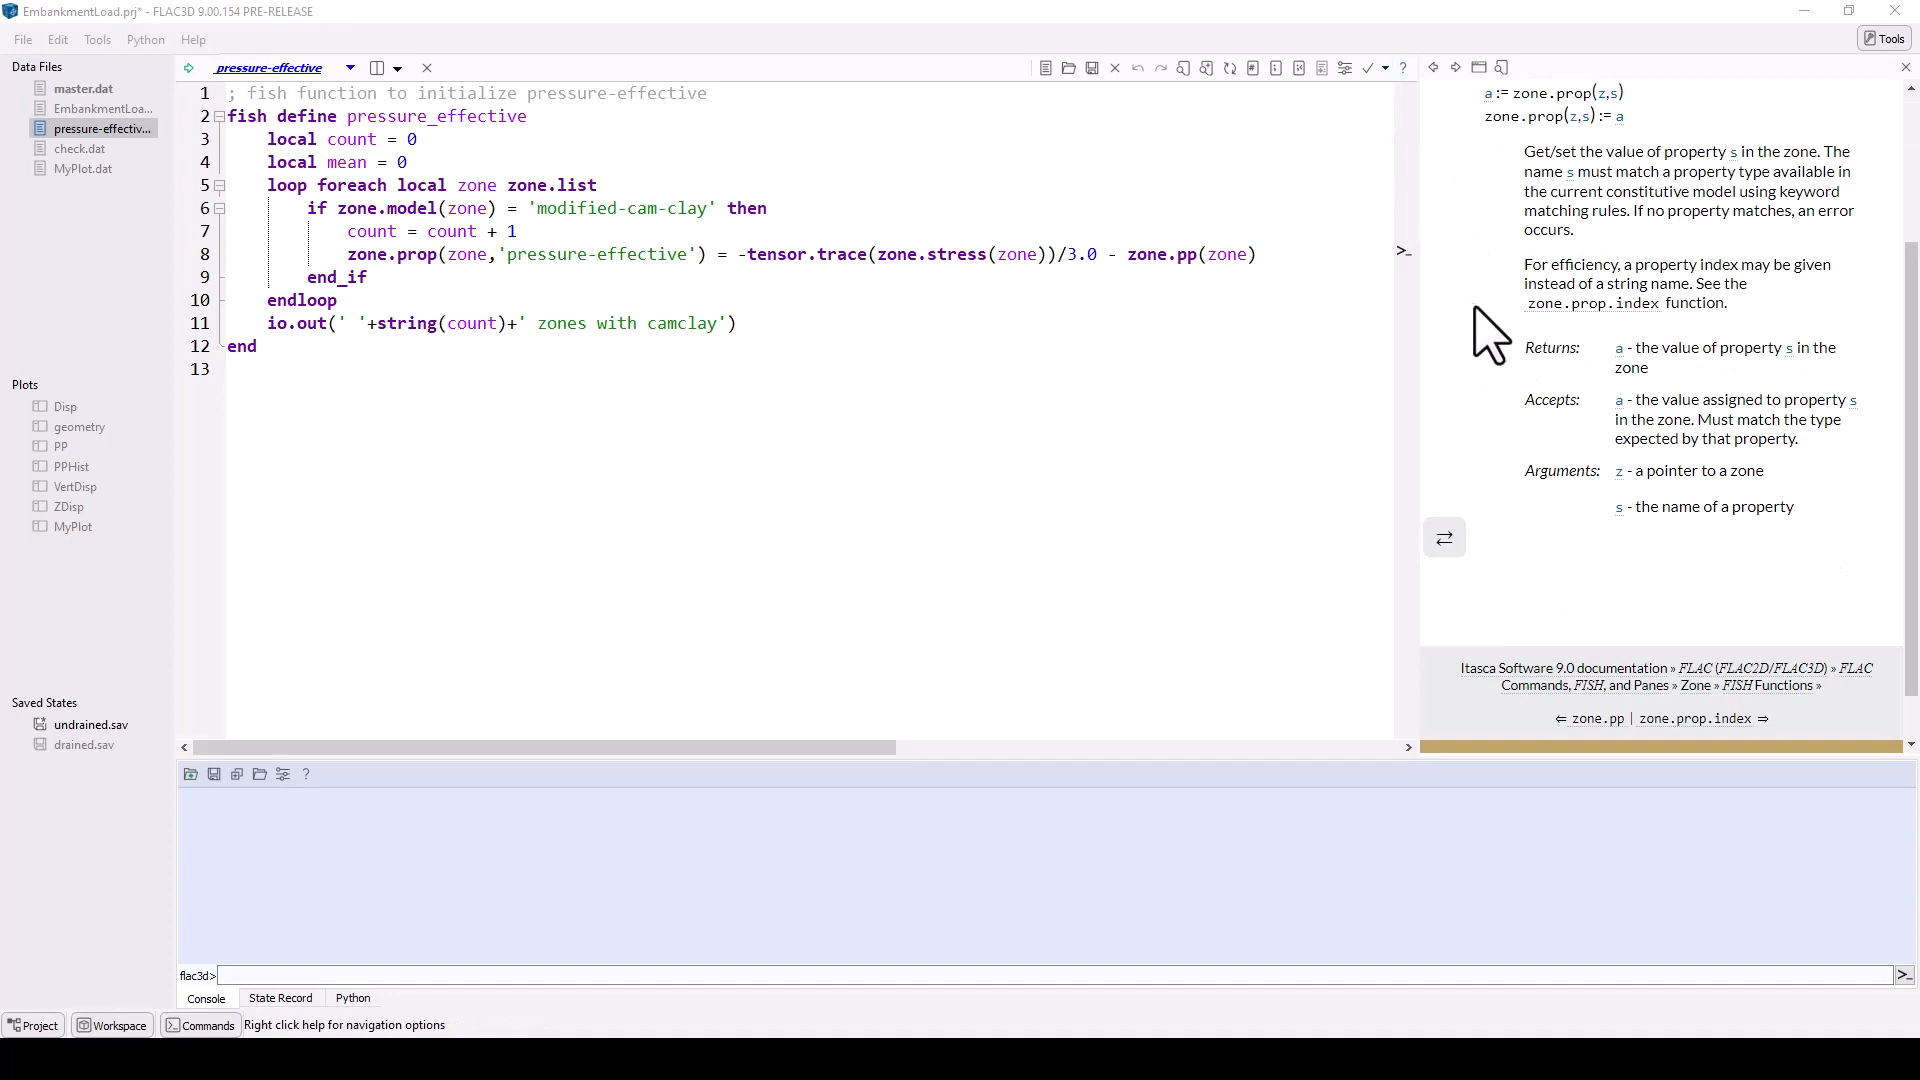 EmbankmentLoad.prj* - FLAC3D 9.00.154 PRE-RELEASE
File Edit Tools Python Help
Tools
Data Files
master.dat
EmbankmentLoa...
pressure-effectiv...
check.dat
MyPlot.dat
Plots
Disp
geometry
PP
PPHist
VertDisp
ZDisp
MyPlot
Saved States
undrained.sav
drained.sav
pressure-effective
1 ; fish function to initialize pressure-effective
2 fish define pressure_effective
3 local count = 0
4 local mean = 0
5 loop foreach local zone zone.list
6 if zone.model(zone) = 'modified-cam-clay' then
7 count = count + 1
8 zone.prop(zone,'pressure-effective') = -tensor.trace(zone.stress(zone))/3.0 - zone.pp(zone)
9 end_if
10 endloop
11 io.out(' '+string(count)+' zones with camclay')
12 end
13
a := zone.prop(z,s)
zone.prop(z,s) := a
Get/set the value of property s in the zone. The
name s must match a property type available in
the current constitutive model using keyword
matching rules. If no property matches, an error
occurs.
For efficiency, a property index may be given
instead of a string name. See the
zone.prop.index function.
Returns: a - the value of property s in the
zone
Accepts: a - the value assigned to property s
in the zone. Must match the type
expected by that property.
Arguments: z - a pointer to a zone
s - the name of a property
Itasca Software 9.0 documentation » FLAC (FLAC2D/FLAC3D) » FLAC
Commands, FISH, and Panes » Zone » FISH Functions »
⇐ zone.pp | zone.prop.index ⇒
flac3d>
Console State Record Python
Project Workspace Commands Right click help for navigation options